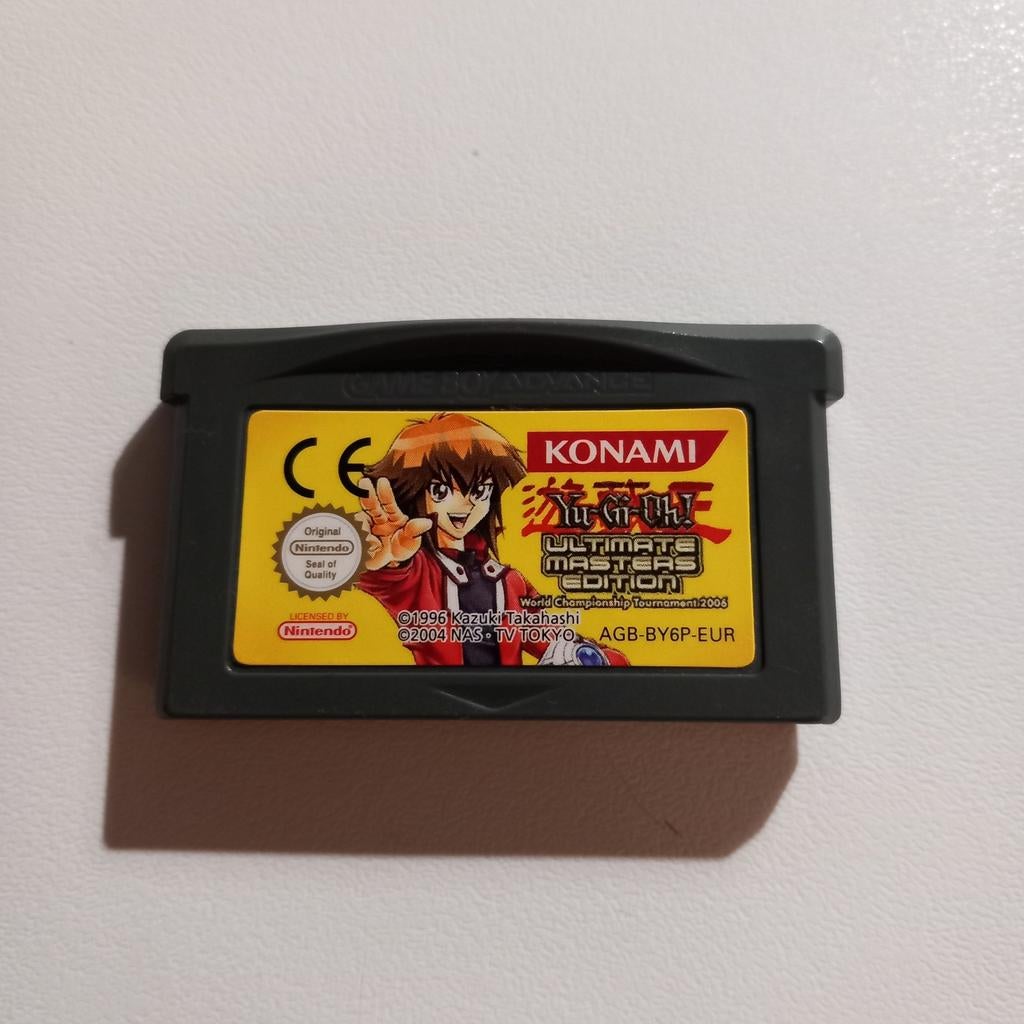 GAME BOY ADVANCE
CE
KONAMI
遊戯王
Yu-Gi-Oh!
ULTIMATE
MASTERS
EDITION
World Championship Tournament 2006
Original
Nintendo
Seal of
Quality
LICENSED BY
Nintendo
©1996 Kazuki Takahashi
©2004 NAS・TV TOKYO
AGB-BY6P-EUR